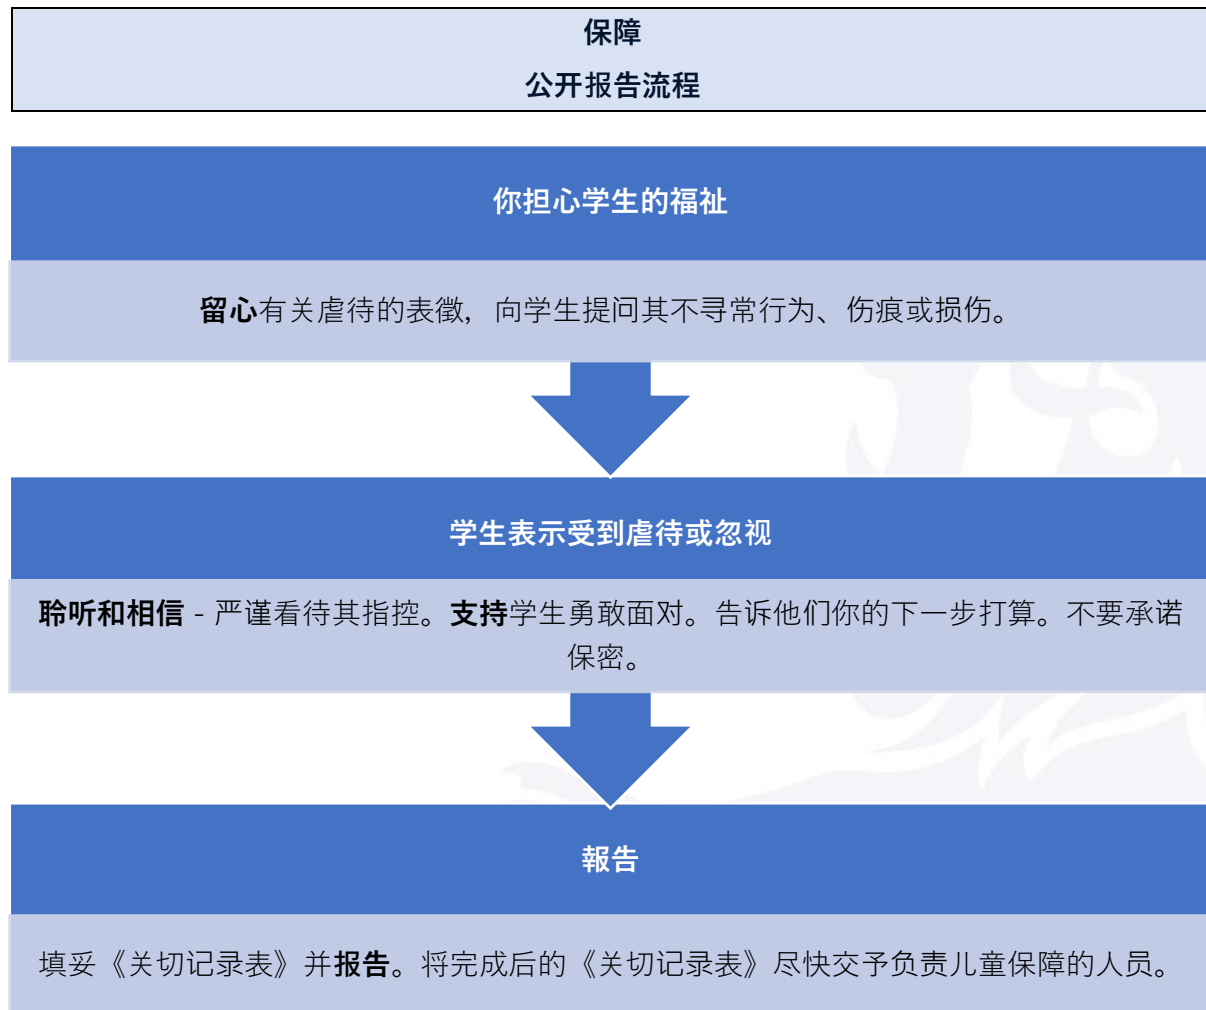 保障
公开报告流程
你担心学生的福祉
留心有关虐待的表徵，向学生提问其不寻常行为、伤痕或损伤。
学生表示受到虐待或忽视
聆听和相信 - 严谨看待其指控。支持学生勇敢面对。告诉他们你的下一步打算。不要承诺
保密。
報告
填妥《关切记录表》并报告。将完成后的《关切记录表》尽快交予负责儿童保障的人员。